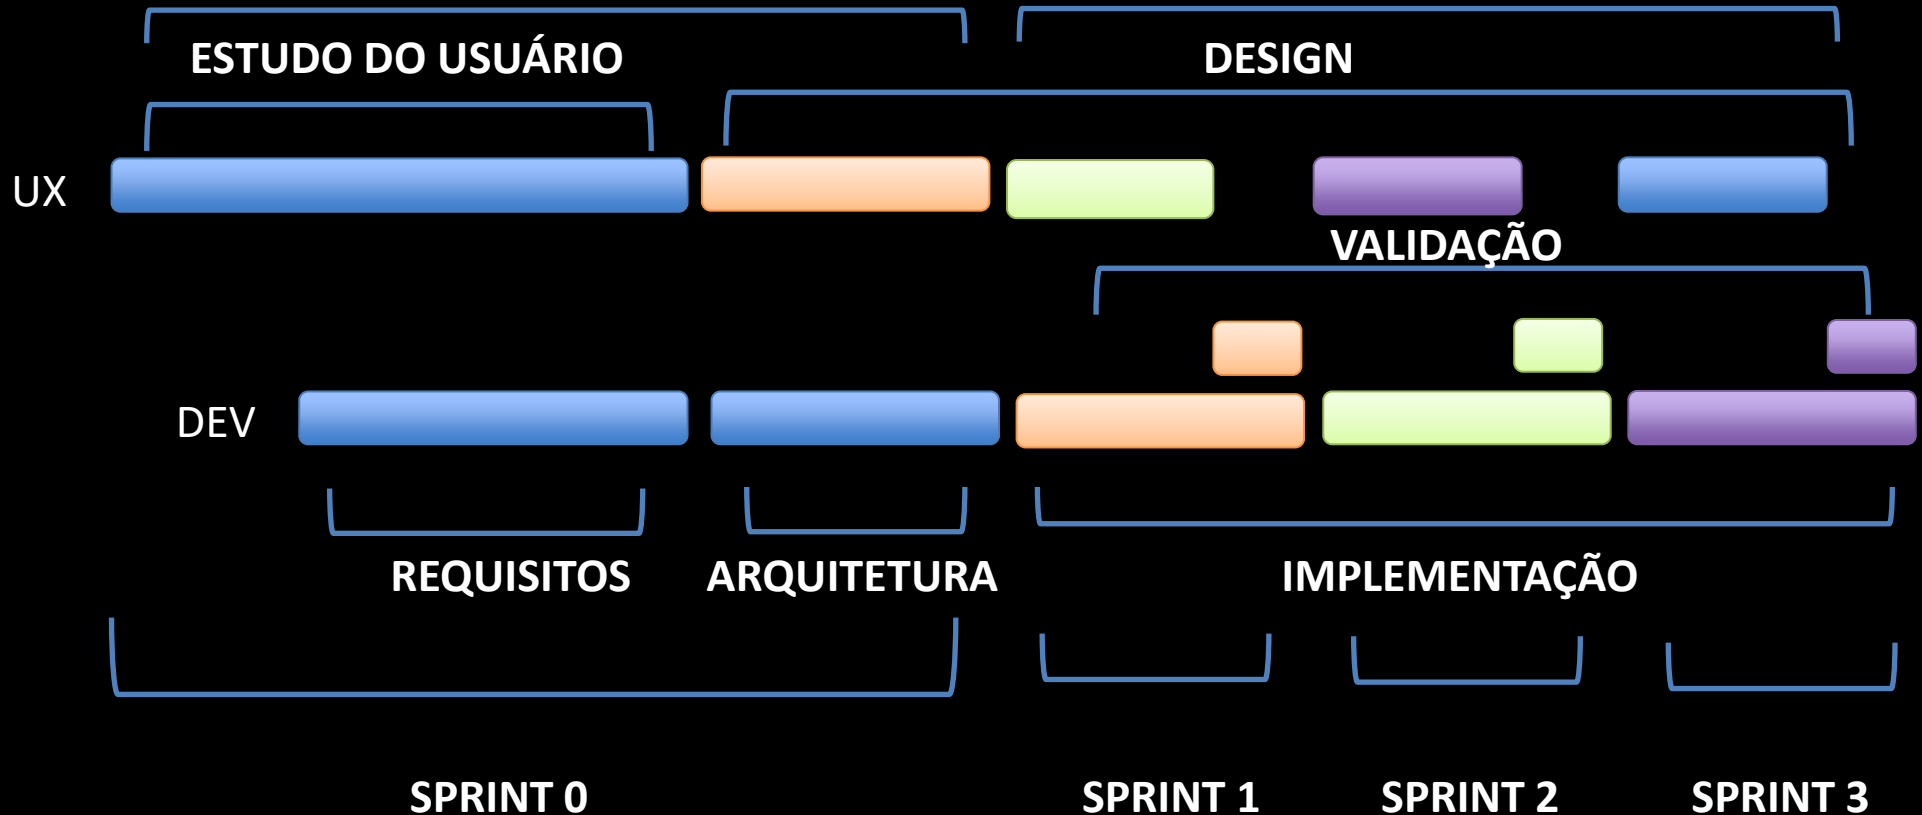 ESTUDO DO USUÁRIO
DESIGN
UX
VALIDAÇÃO
DEV
REQUISITOS
ARQUITETURA
IMPLEMENTAÇÃO
SPRINT 0
SPRINT 1
SPRINT 2
SPRINT 3